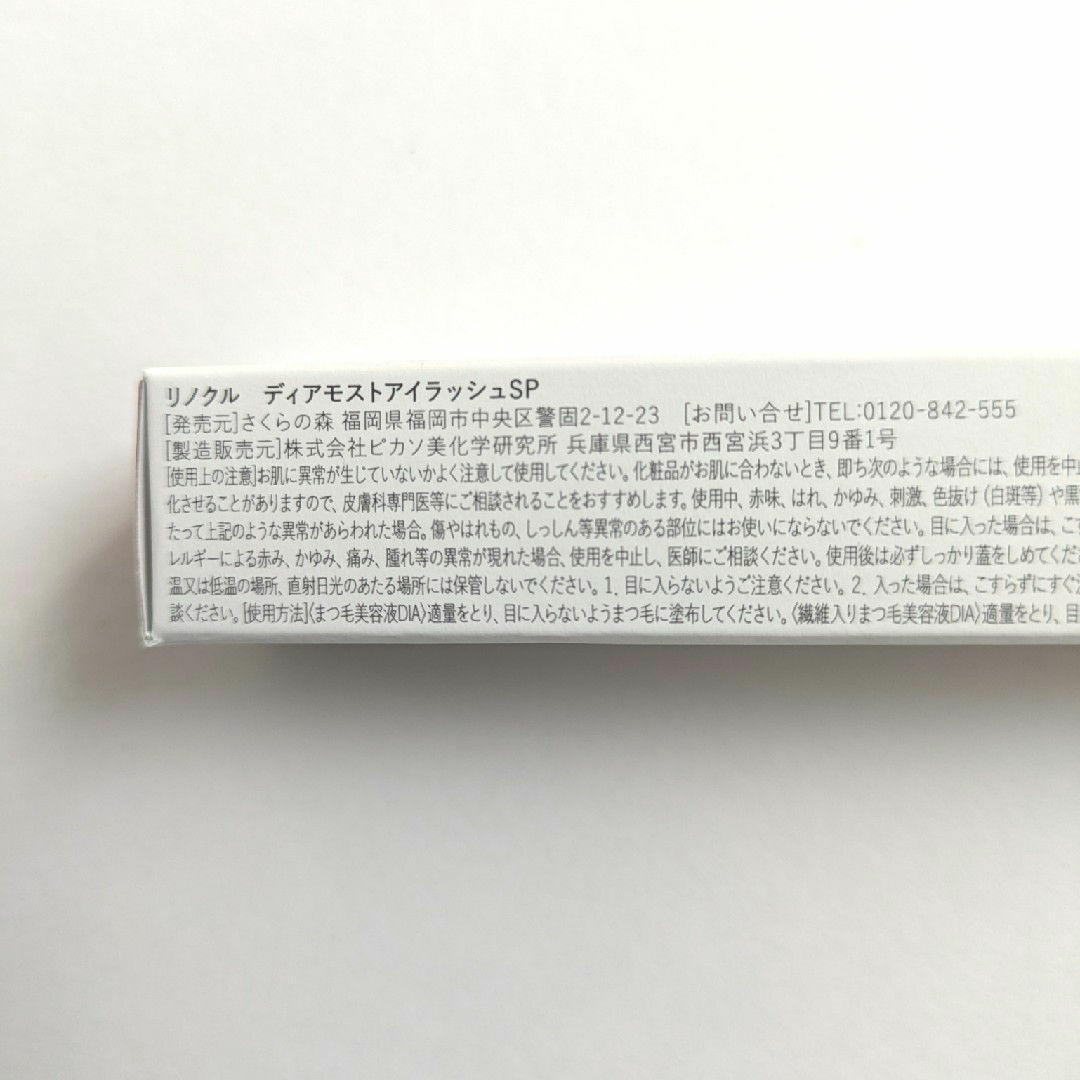 リノクル　ディアモストアイラッシュSP
[発売元]さくらの森 福岡県福岡市中央区警固2-12-23　[お問い合せ]TEL:0120-842-555
[製造販売元]株式会社ピカソ美化学研究所 兵庫県西宮市西宮浜3丁目9番1号
[使用上の注意]お肌に異常が生じていないかよく注意して使用してください。化粧品がお肌に合わないとき、即ち次のような場合には、使用を中
化させることがありますので、皮膚科専門医等にご相談されることをおすすめします。使用中、赤味、はれ、かゆみ、刺激、色抜け(白斑等)や黒
たって上記のような異常があらわれた場合。傷やはれもの、しっしん等異常のある部位にはお使いにならないでください。目に入った場合は、こ
レルギーによる赤み、かゆみ、痛み、腫れ等の異常が現れた場合、使用を中止し、医師にご相談ください。使用後は必ずしっかり蓋をしめてくだ
温又は低温の場所、直射日光のあたる場所には保管しないでください。1. 目に入らないようご注意ください。2. 入った場合は、こすらずにすぐ
談ください。[使用方法]〈まつ毛美容液DIA〉適量をとり、目に入らないようまつ毛に塗布してください。〈繊維入りまつ毛美容液DIA〉適量をとり、目